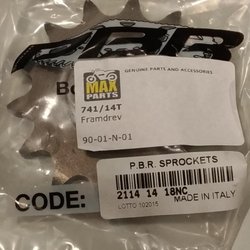 PBR
GENUINE PARTS AND ACCESSORIES
MAX
PARTS
741/14T
Framdrev
90-01-N-01
P.B.R. SPROCKETS
CODE:
2114 14 18NC
LOTTO 102015
MADE IN ITALY